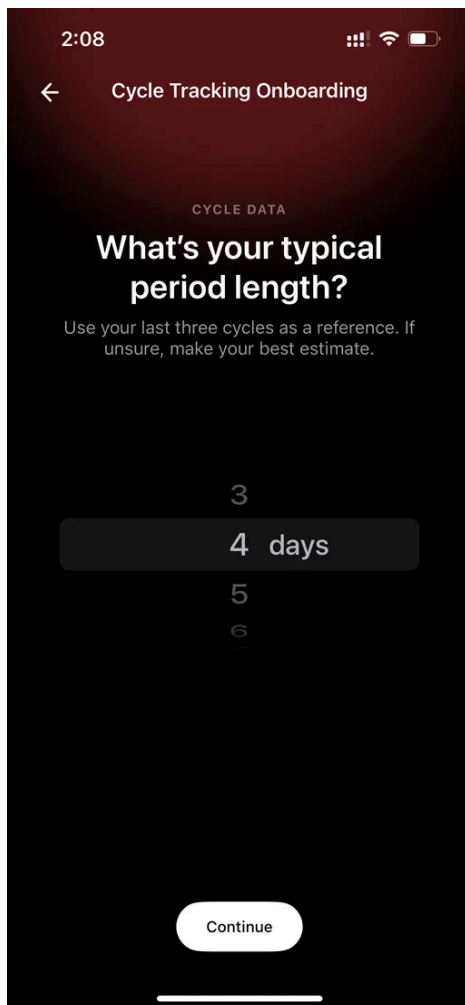 2:08
Cycle Tracking Onboarding
CYCLE DATA
What's your typical
period length?
Use your last three cycles as a reference. If
unsure, make your best estimate.
3
4 days
5
6
Continue